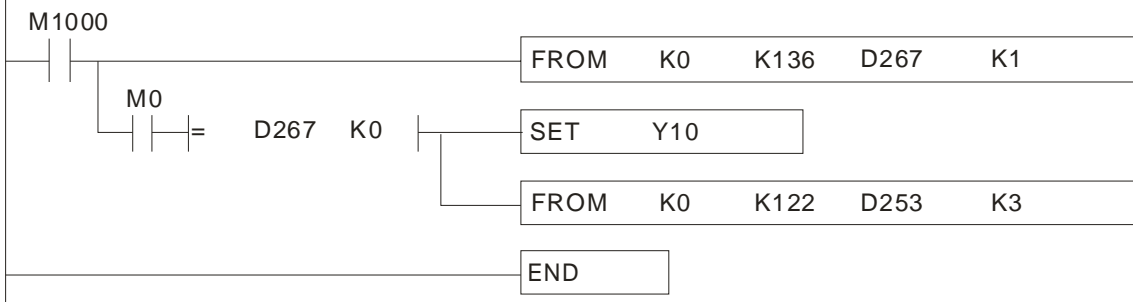 M1000
FROM K0 K136 D267 K1
M0
= D267 K0
SET Y10
FROM K0 K122 D253 K3
END